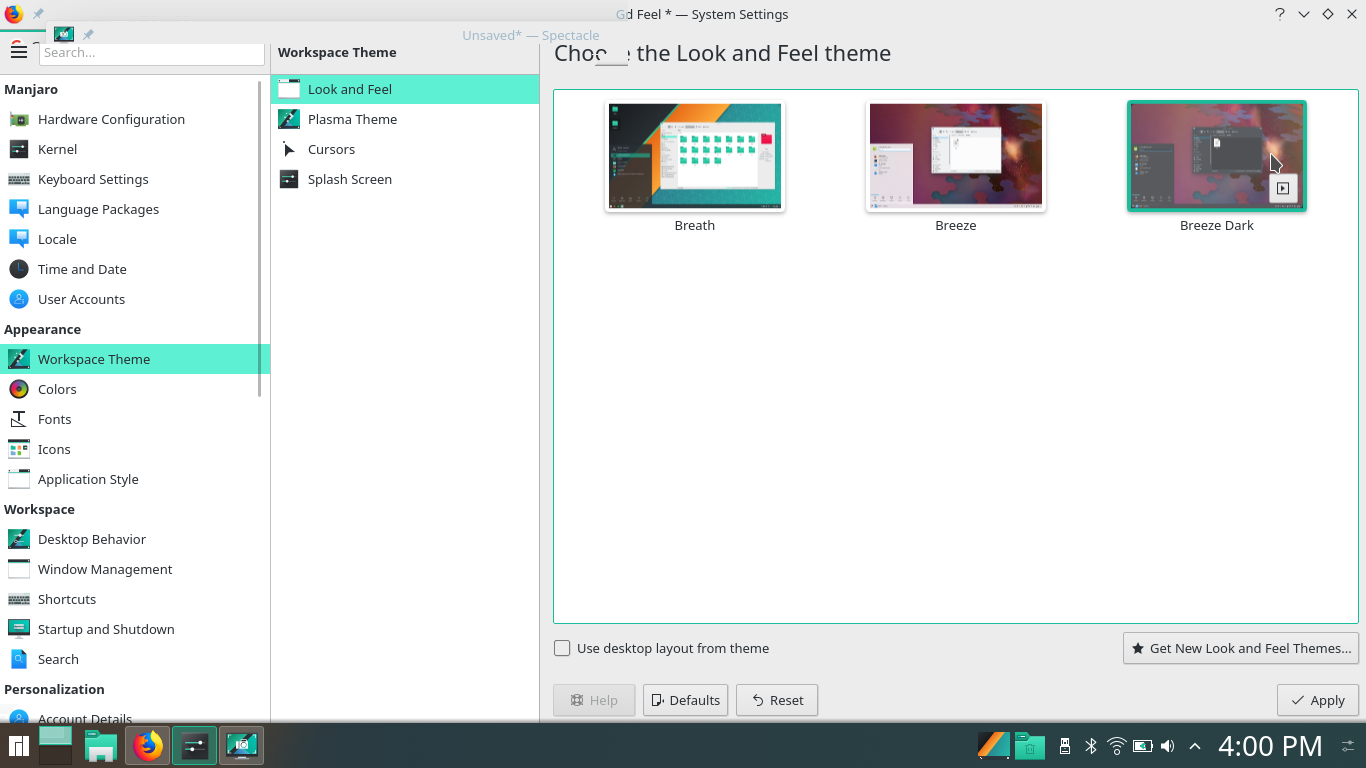 d Feel * — System Settings
Unsaved* — Spectacle
Search...
Workspace Theme
Choose the Look and Feel theme
Manjaro
Hardware Configuration
Kernel
Keyboard Settings
Language Packages
Locale
Time and Date
User Accounts
Appearance
Workspace Theme
Colors
Fonts
Icons
Application Style
Workspace
Desktop Behavior
Window Management
Shortcuts
Startup and Shutdown
Search
Personalization
Account Details
Look and Feel
Plasma Theme
Cursors
Splash Screen
Breath
Breeze
Breeze Dark
Use desktop layout from theme
Get New Look and Feel Themes...
Help
Defaults
Reset
Apply
4:00 PM